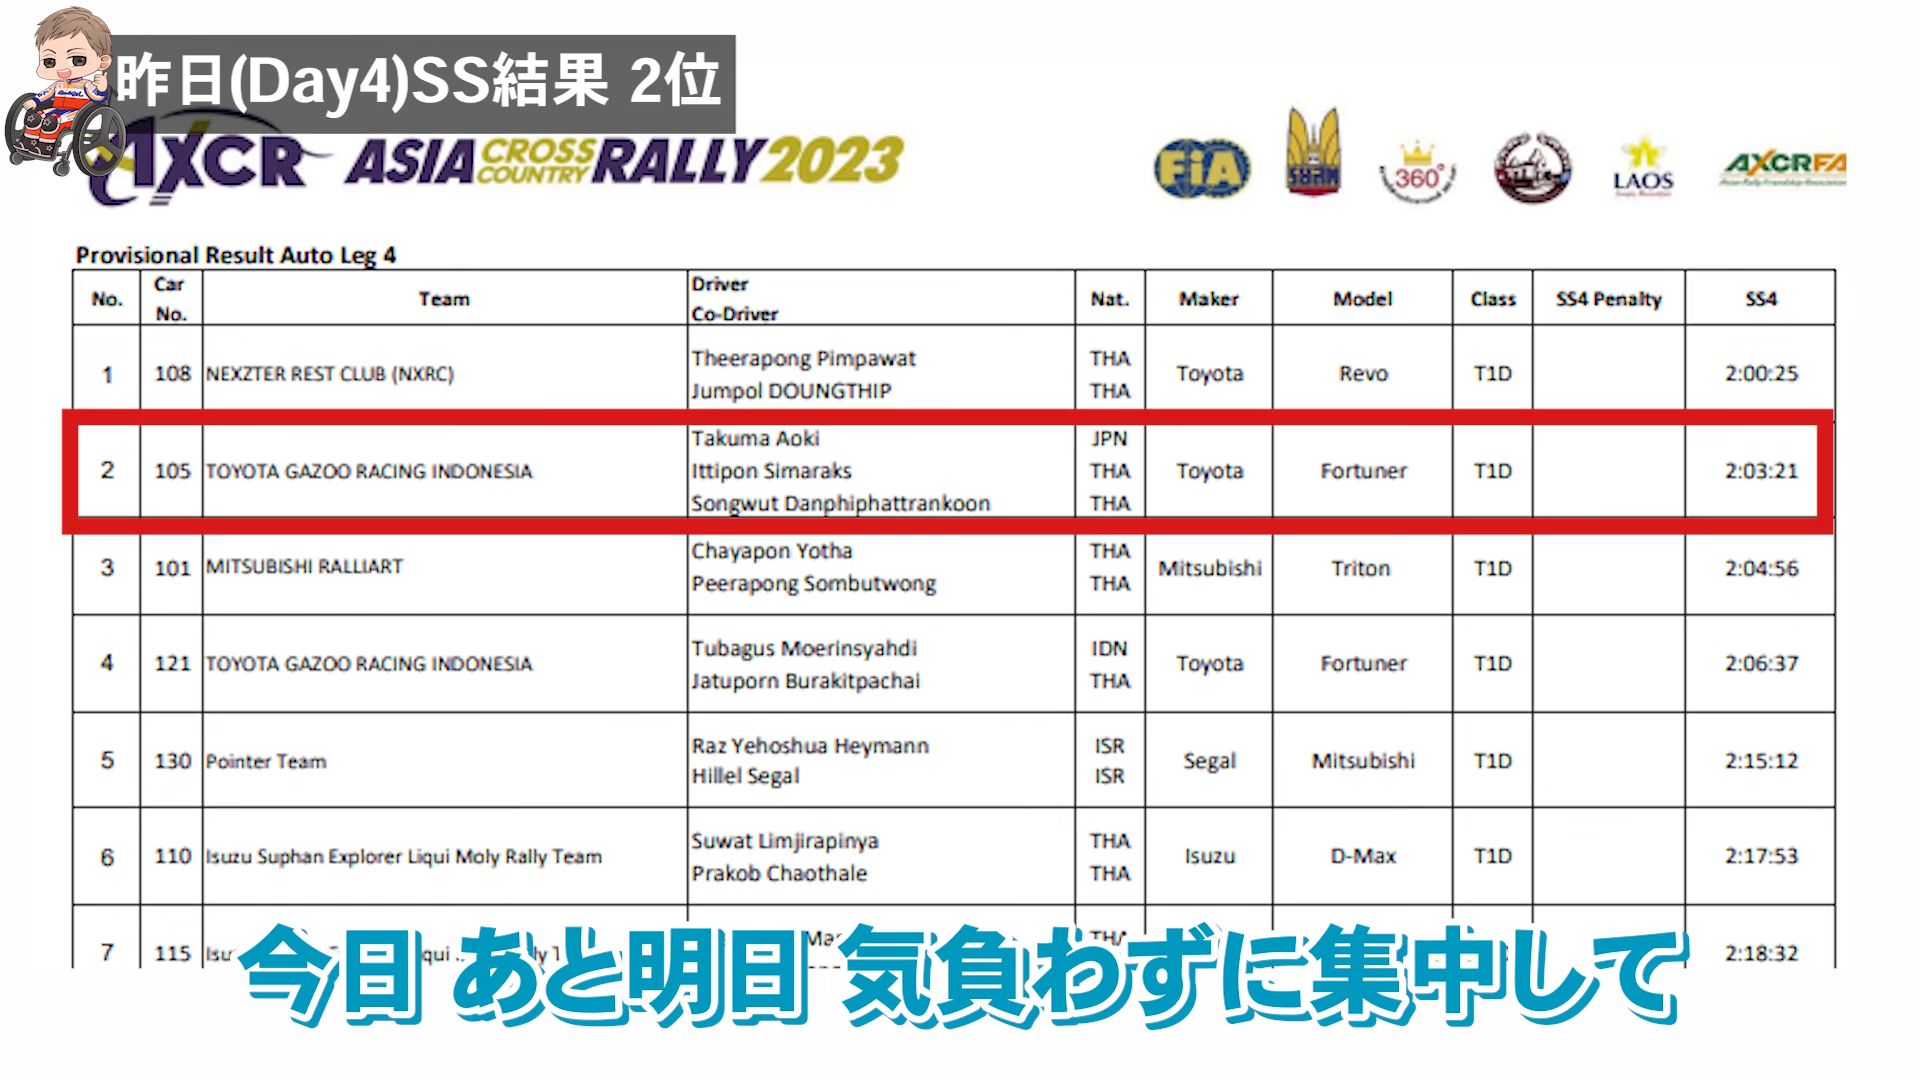 昨日(Day4)SS結果 2位
AXCR ASIA CROSS COUNTRY RALLY 2023
FiA
360°
LAOS
AXCRFA
Provisional Result Auto Leg 4
No. Car No. Team Driver Co-Driver Nat. Maker Model Class SS4 Penalty SS4
1 108 NEXZTER REST CLUB (NXRC) Theerapong Pimpawat THA Toyota Revo T1D 2:00:25
Jumpol DOUNGTHIP THA
2 105 TOYOTA GAZOO RACING INDONESIA Takuma Aoki JPN Toyota Fortuner T1D 2:03:21
Ittipon Simaraks THA
Songwut Danphiphattrankoon THA
3 101 MITSUBISHI RALLIART Chayapon Yotha THA Mitsubishi Triton T1D 2:04:56
Peerapong Sombutwong THA
4 121 TOYOTA GAZOO RACING INDONESIA Tubagus Moerinsyahdi IDN Toyota Fortuner T1D 2:06:37
Jatuporn Burakitpachai THA
5 130 Pointer Team Raz Yehoshua Heymann ISR Segal Mitsubishi T1D 2:15:12
Hillel Segal ISR
6 110 Isuzu Suphan Explorer Liqui Moly Rally Team Suwat Limjirapinya THA Isuzu D-Max T1D 2:17:53
Prakob Chaothale THA
7 115 2:18:32
今日 あと明日 気負わずに集中して